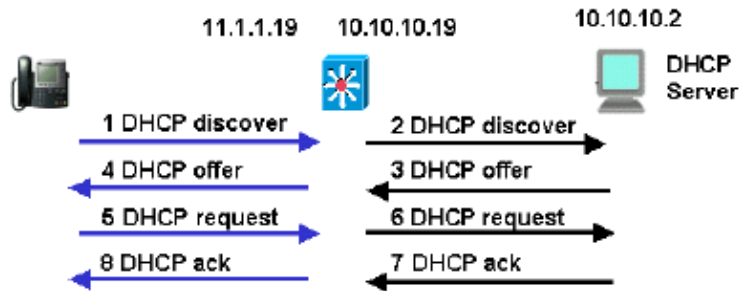 11.1.1.19 10.10.10.19 10.10.10.2
DHCP
Server
1 DHCP discover 2 DHCP discover
4 DHCP offer 3 DHCP offer
5 DHCP request 6 DHCP request
8 DHCP ack 7 DHCP ack